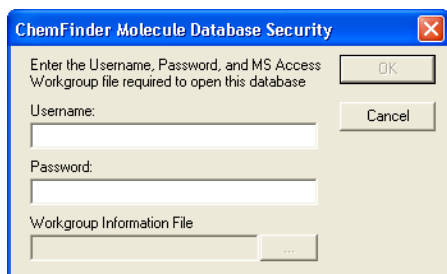 ChemFinder Molecule Database Security
Enter the Username, Password, and MS Access
Workgroup file required to open this database
OK
Username:
Cancel
Password:
Workgroup Information File
...